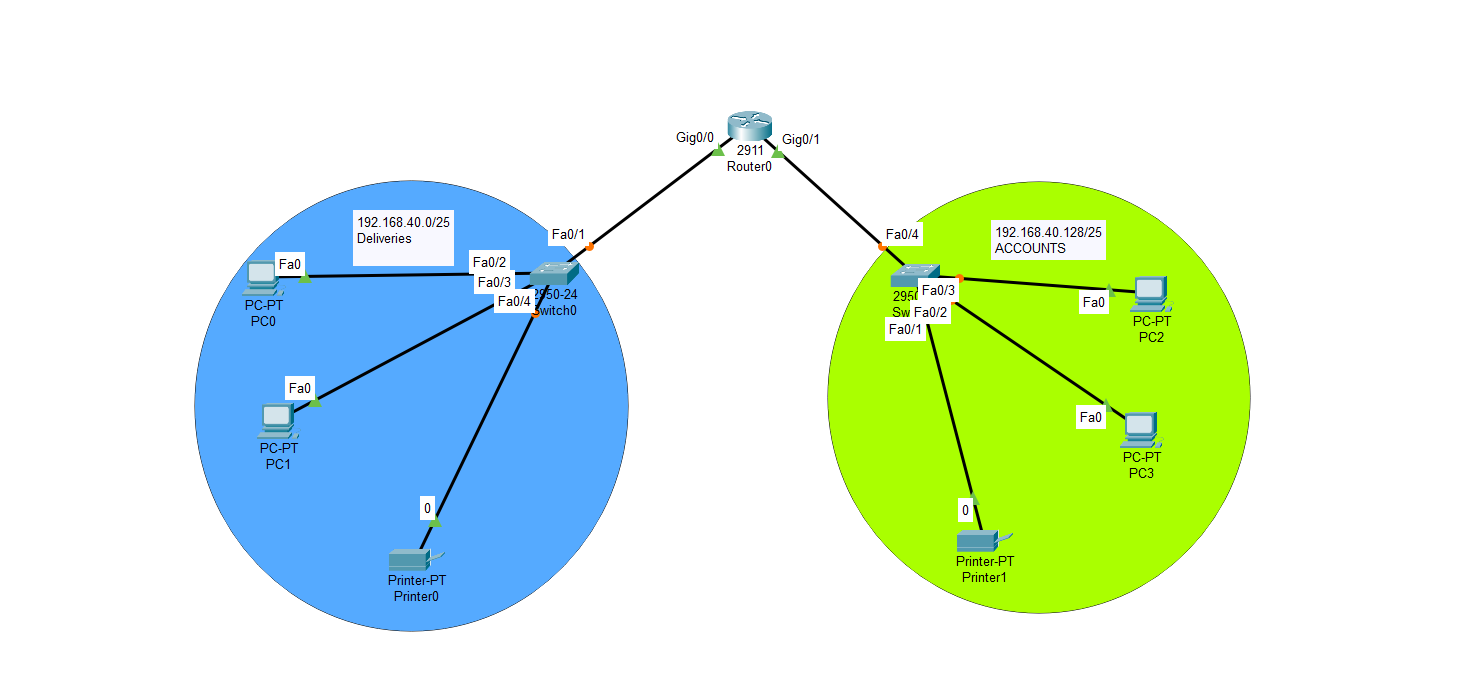 Gig0/0
Gig0/1
2911
Router0
192.168.40.0/25
Deliveries
Fa0/1
Fa0
Fa0/2
Fa0/3
Fa0/4
2950-24
Switch0
PC-PT
PC0
Fa0
PC-PT
PC1
0
Printer-PT
Printer0
Fa0/4
192.168.40.128/25
ACCOUNTS
2950
Sw
Fa0/3
Fa0/2
Fa0/1
Fa0
PC-PT
PC2
Fa0
PC-PT
PC3
0
Printer-PT
Printer1